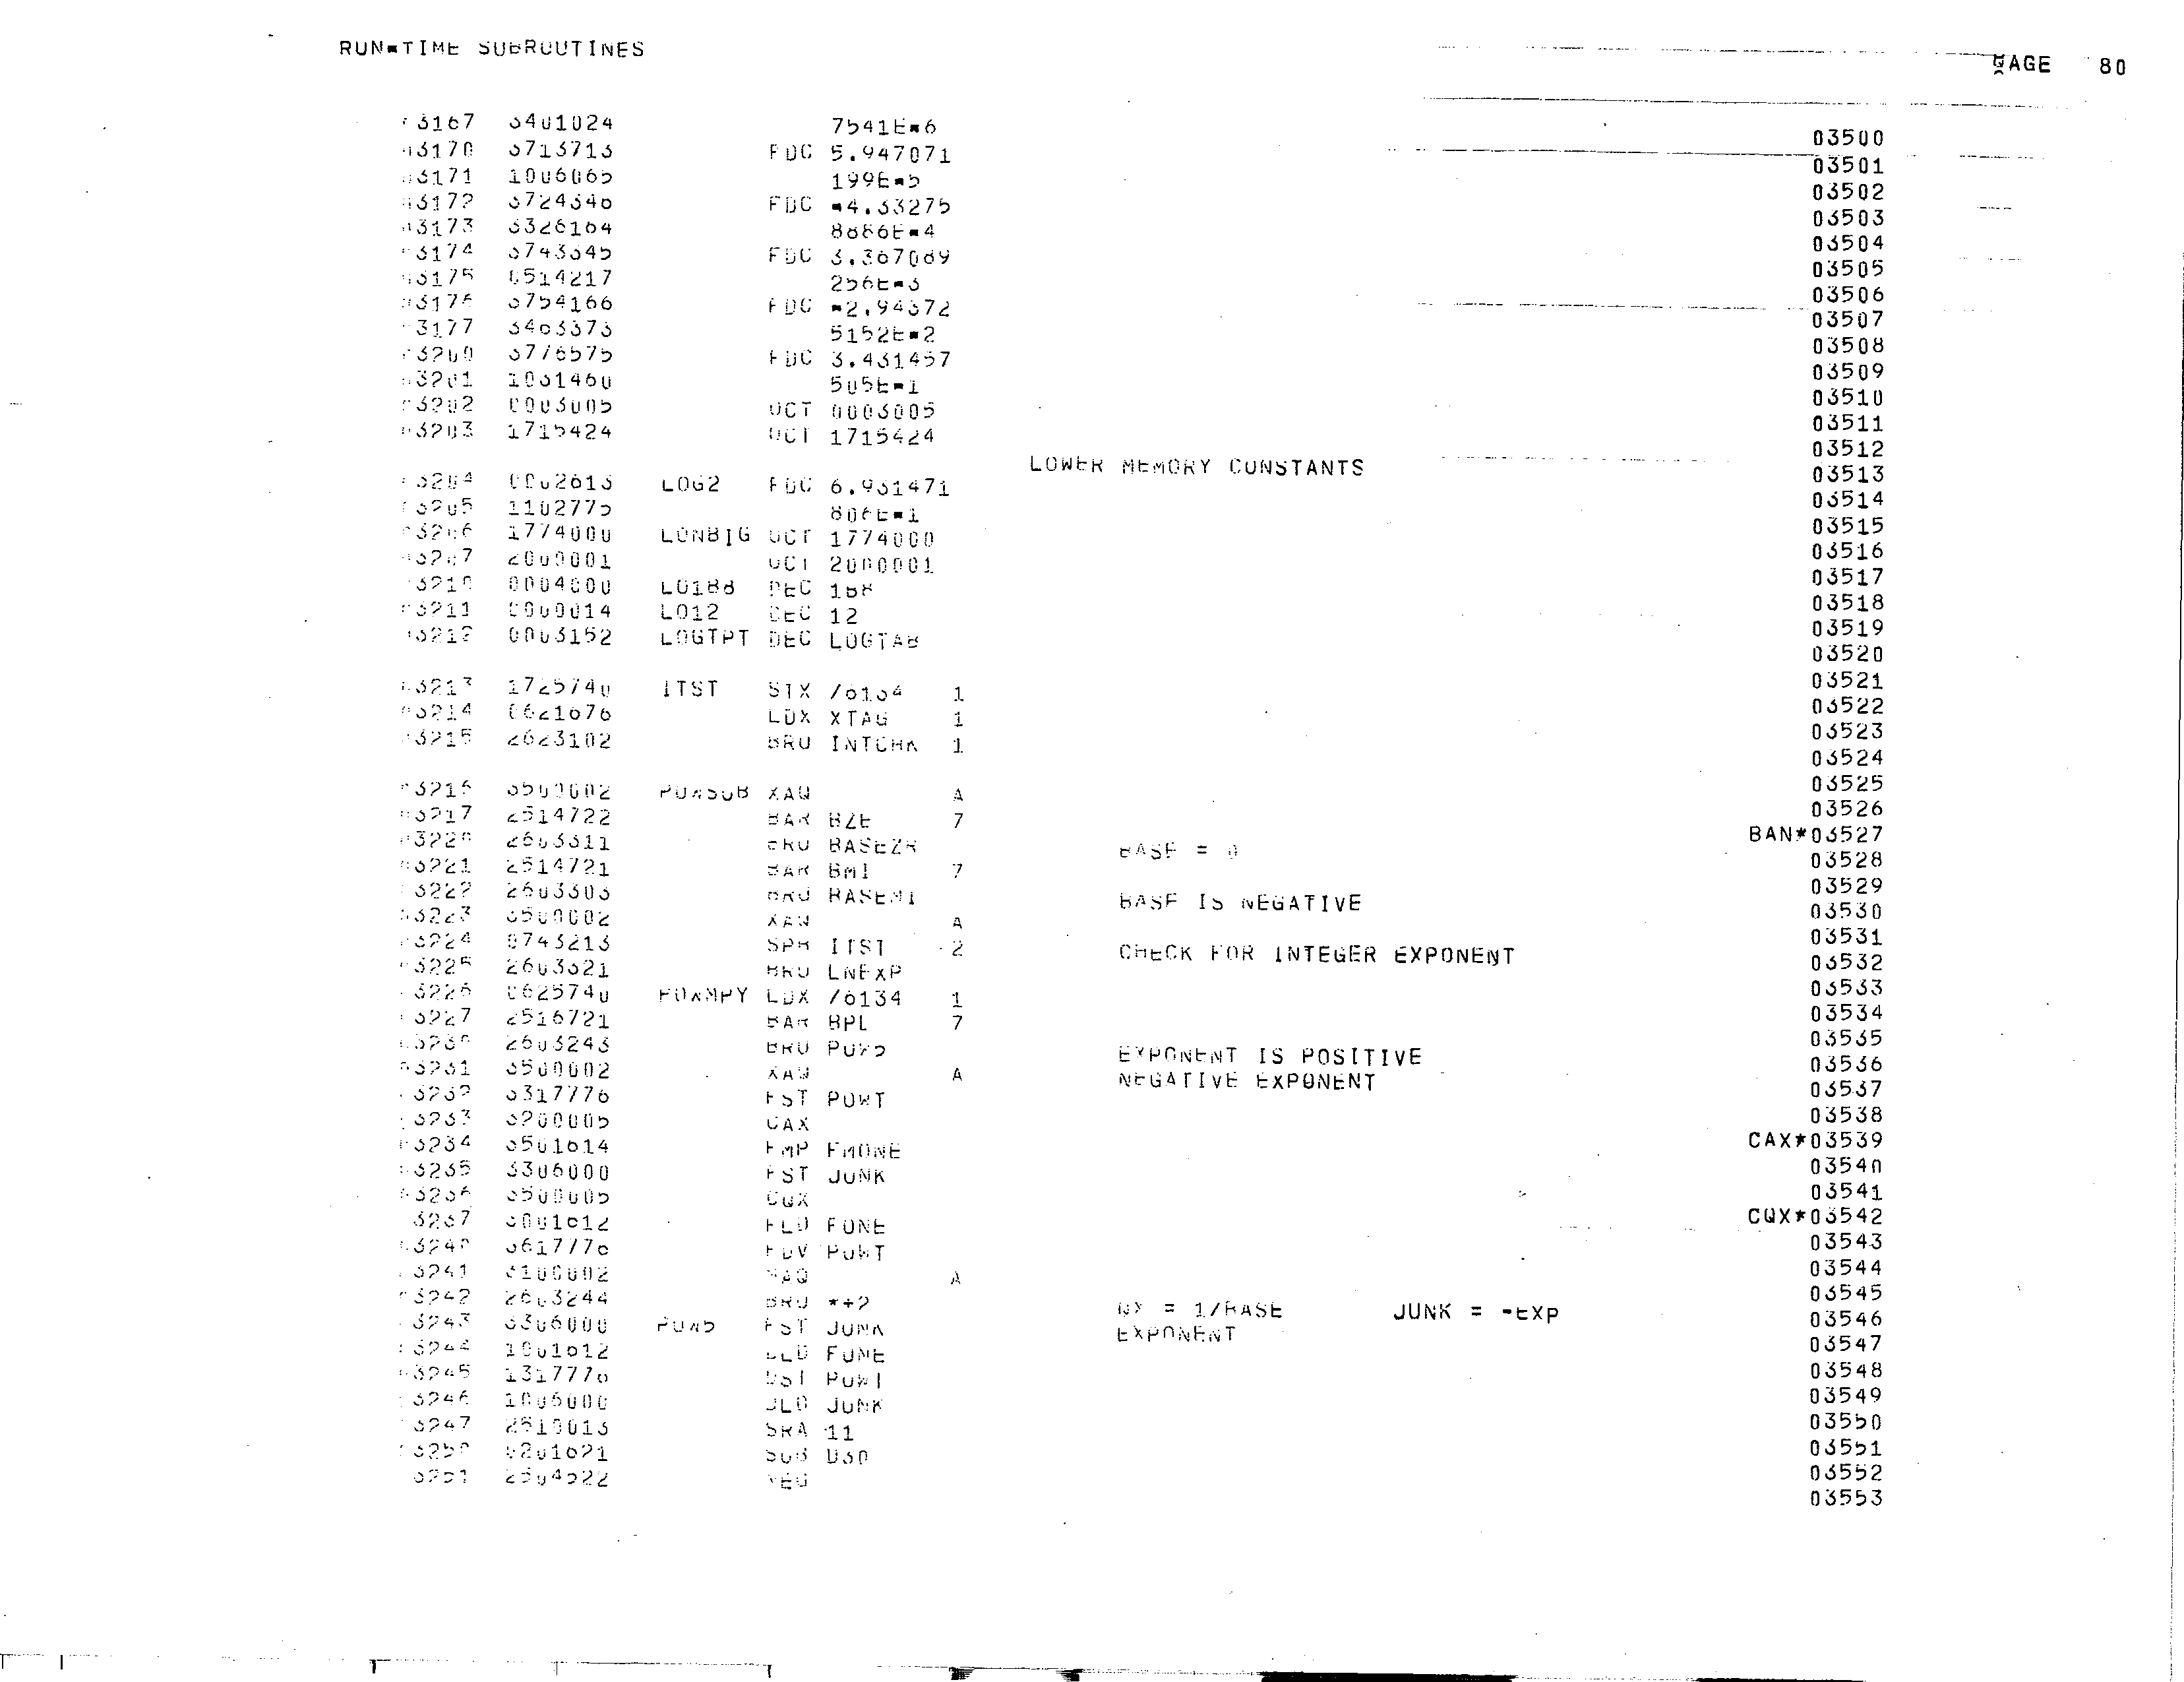 RUN-TIME SUBROUTINES PAGE 80
03167 3401024 7541E-6 03500
03170 3713713 FDC 5.947071 03501
03171 1006065 199E-5 03502
03172 3724346 FDC -4.33275 03503
03173 3326164 8886E-4 03504
03174 3743345 FDC 3.367089 03505
03175 0514217 256E-3 03506
03176 3754166 FDC -2.94372 03507
03177 3403373 5152E-2 03508
03200 3776575 FDC 3.431457 03509
03201 1031460 505E-1 03510
03202 0003005 OCT 0003005 03511
03203 1715424 OCT 1715424 03512
LOWER MEMORY CONSTANTS 03513
03204 0002613 LOG2 FDC 6.931471 03514
03205 1102775 806E-1 03515
03206 1774000 LONBIG OCT 1774000 03516
03207 2000001 OCT 2000001 03517
03210 0004000 LO1B8 DEC 1B8 03518
03211 0000014 LO12 DEC 12 03519
03212 0003152 LOGTPT DEC LOGTAB 03520
03521
03213 1725740 ITST STX /6134 1 03522
03214 0621676 LDX XTAG 1 03523
03215 2623102 BRU INTCHK 1 03524
03525
03216 3500002 POWSUB XAQ A 03526
03217 2514722 BAR BZE 7 BAN*03527
03220 2603311 BRU BASEZR BASE = 0 03528
03221 2514721 BAR BMI 7 03529
03222 2603303 BRU BASEMI BASE IS NEGATIVE 03530
03223 3500002 XAQ A 03531
03224 0743213 SPB ITST 2 CHECK FOR INTEGER EXPONENT 03532
03225 2603321 BRU LNEXP 03533
03226 0625740 POWMPY LDX /6134 1 03534
03227 2516721 BAR BPL 7 03535
03230 2603243 BRU POW5 EXPONENT IS POSITIVE 03536
03231 3500002 XAQ A NEGATIVE EXPONENT 03537
03232 3317776 FST POWT 03538
03233 3200005 CAX CAX*03539
03234 3501614 FMP FMONE 03540
03235 3306000 FST JUNK 03541
03236 3500005 CQX CQX*03542
03237 3001612 FLD FONE 03543
03240 3617776 FDV POWT 03544
03241 3100002 MAQ A 03545
03242 2603244 BRU *+2 QX = 1/BASE JUNK = -EXP 03546
03243 3306000 POW5 FST JUNK EXPONENT 03547
03244 1001612 DLD FONE 03548
03245 1317776 DST POWT 03549
03246 1006000 DLD JUNK 03550
03247 2510013 SRA 11 03551
03250 0201621 SUB D30 03552
03251 2504522 NEG 03553